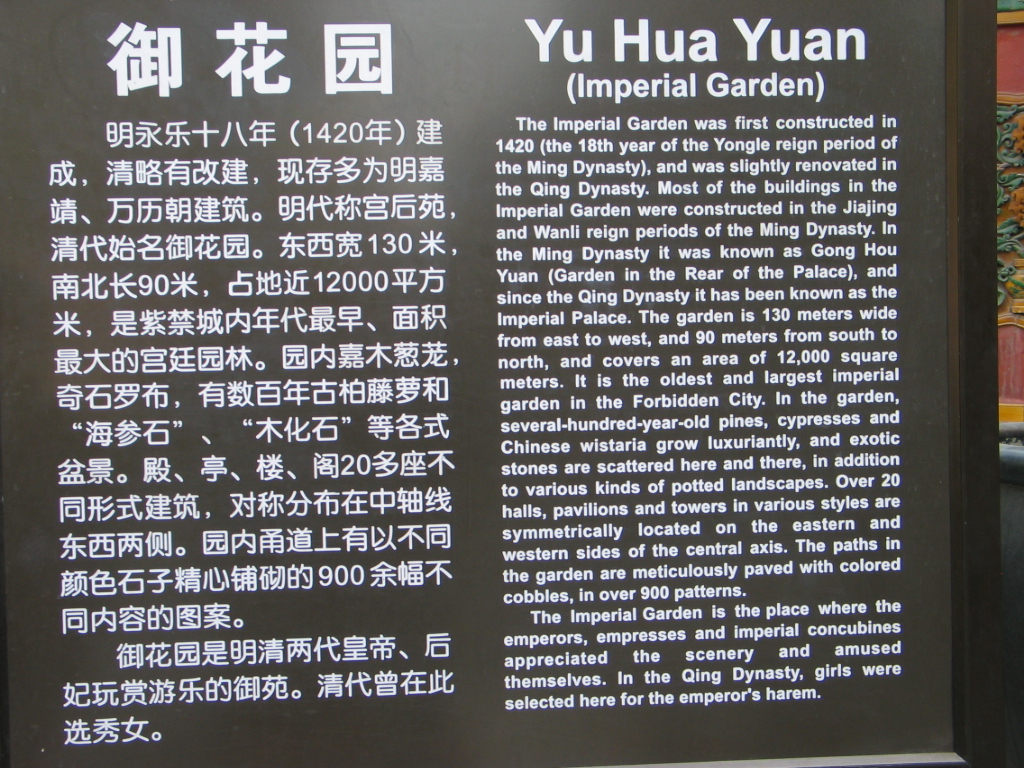 御花园
明永乐十八年（1420年）建
成，清略有改建，现存多为明嘉
靖、万历朝建筑。明代称宫后苑，
清代始名御花园。东西宽130米，
南北长90米，占地近12000平方
米，是紫禁城内年代最早、面积
最大的宫廷园林。园内嘉木葱茏，
奇石罗布，有数百年古柏藤萝和
“海参石”、“木化石”等各式
盆景。殿、亭、楼、阁20多座不
同形式建筑，对称分布在中轴线
东西两侧。园内甬道上有以不同
颜色石子精心铺砌的900余幅不
同内容的图案。
御花园是明清两代皇帝、后
妃玩赏游乐的御苑。清代曾在此
选秀女。
Yu Hua Yuan
(Imperial Garden)
The Imperial Garden was first constructed in
1420 (the 18th year of the Yongle reign period of
the Ming Dynasty), and was slightly renovated in
the Qing Dynasty. Most of the buildings in the
Imperial Garden were constructed in the Jiajing
and Wanli reign periods of the Ming Dynasty. In
the Ming Dynasty it was known as Gong Hou
Yuan (Garden in the Rear of the Palace), and
since the Qing Dynasty it has been known as the
Imperial Palace. The garden is 130 meters wide
from east to west, and 90 meters from south to
north, and covers an area of 12,000 square
meters. It is the oldest and largest imperial
garden in the Forbidden City. In the garden,
several-hundred-year-old pines, cypresses and
Chinese wistaria grow luxuriantly, and exotic
stones are scattered here and there, in addition
to various kinds of potted landscapes. Over 20
halls, pavilions and towers in various styles are
symmetrically located on the eastern and
western sides of the central axis. The paths in
the garden are meticulously paved with colored
cobbles, in over 900 patterns.
The Imperial Garden is the place where the
emperors, empresses and imperial concubines
appreciated the scenery and amused
themselves. In the Qing Dynasty, girls were
selected here for the emperor's harem.